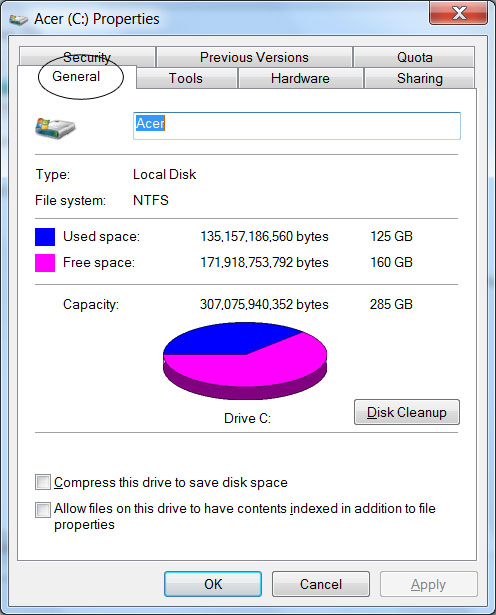 Acer (C:) Properties
Security Previous Versions Quota
General Tools Hardware Sharing
Acer
Type: Local Disk
File system: NTFS
Used space: 135,157,186,560 bytes 125 GB
Free space: 171,918,753,792 bytes 160 GB
Capacity: 307,075,940,352 bytes 285 GB
Drive C:
Disk Cleanup
Compress this drive to save disk space
Allow files on this drive to have contents indexed in addition to file
properties
OK Cancel Apply